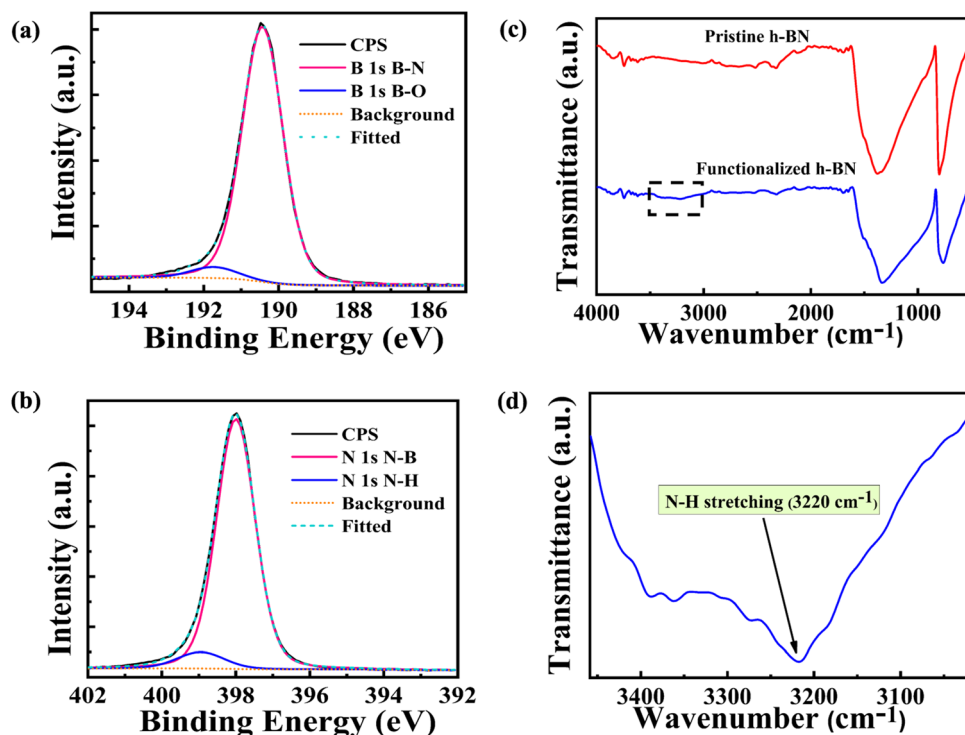 (a)
CPS
B 1s B-N
B 1s B-O
Background
Fitted
Intensity (a.u.)
194 192 190 188 186
Binding Energy (eV)
(c)
Pristine h-BN
Functionalized h-BN
Transmittance (a.u.)
4000 3000 2000 1000
Wavenumber (cm-1)
(b)
CPS
N 1s N-B
N 1s N-H
Background
Fitted
Intensity (a.u.)
402 400 398 396 394 392
Binding Energy (eV)
(d)
N-H stretching (3220 cm-1)
Transmittance (a.u.)
3400 3300 3200 3100
Wavenumber (cm-1)